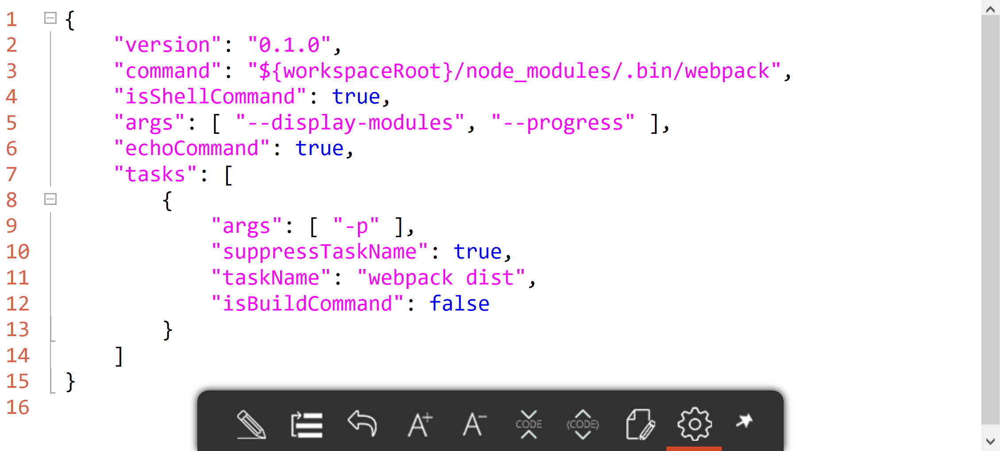 1 {
2 "version": "0.1.0",
3 "command": "${workspaceRoot}/node_modules/.bin/webpack",
4 "isShellCommand": true,
5 "args": [ "--display-modules", "--progress" ],
6 "echoCommand": true,
7 "tasks": [
8 {
9 "args": [ "-p" ],
10 "suppressTaskName": true,
11 "taskName": "webpack dist",
12 "isBuildCommand": false
13 }
14 ]
15 }
16
A+ A- CODE (CODE)